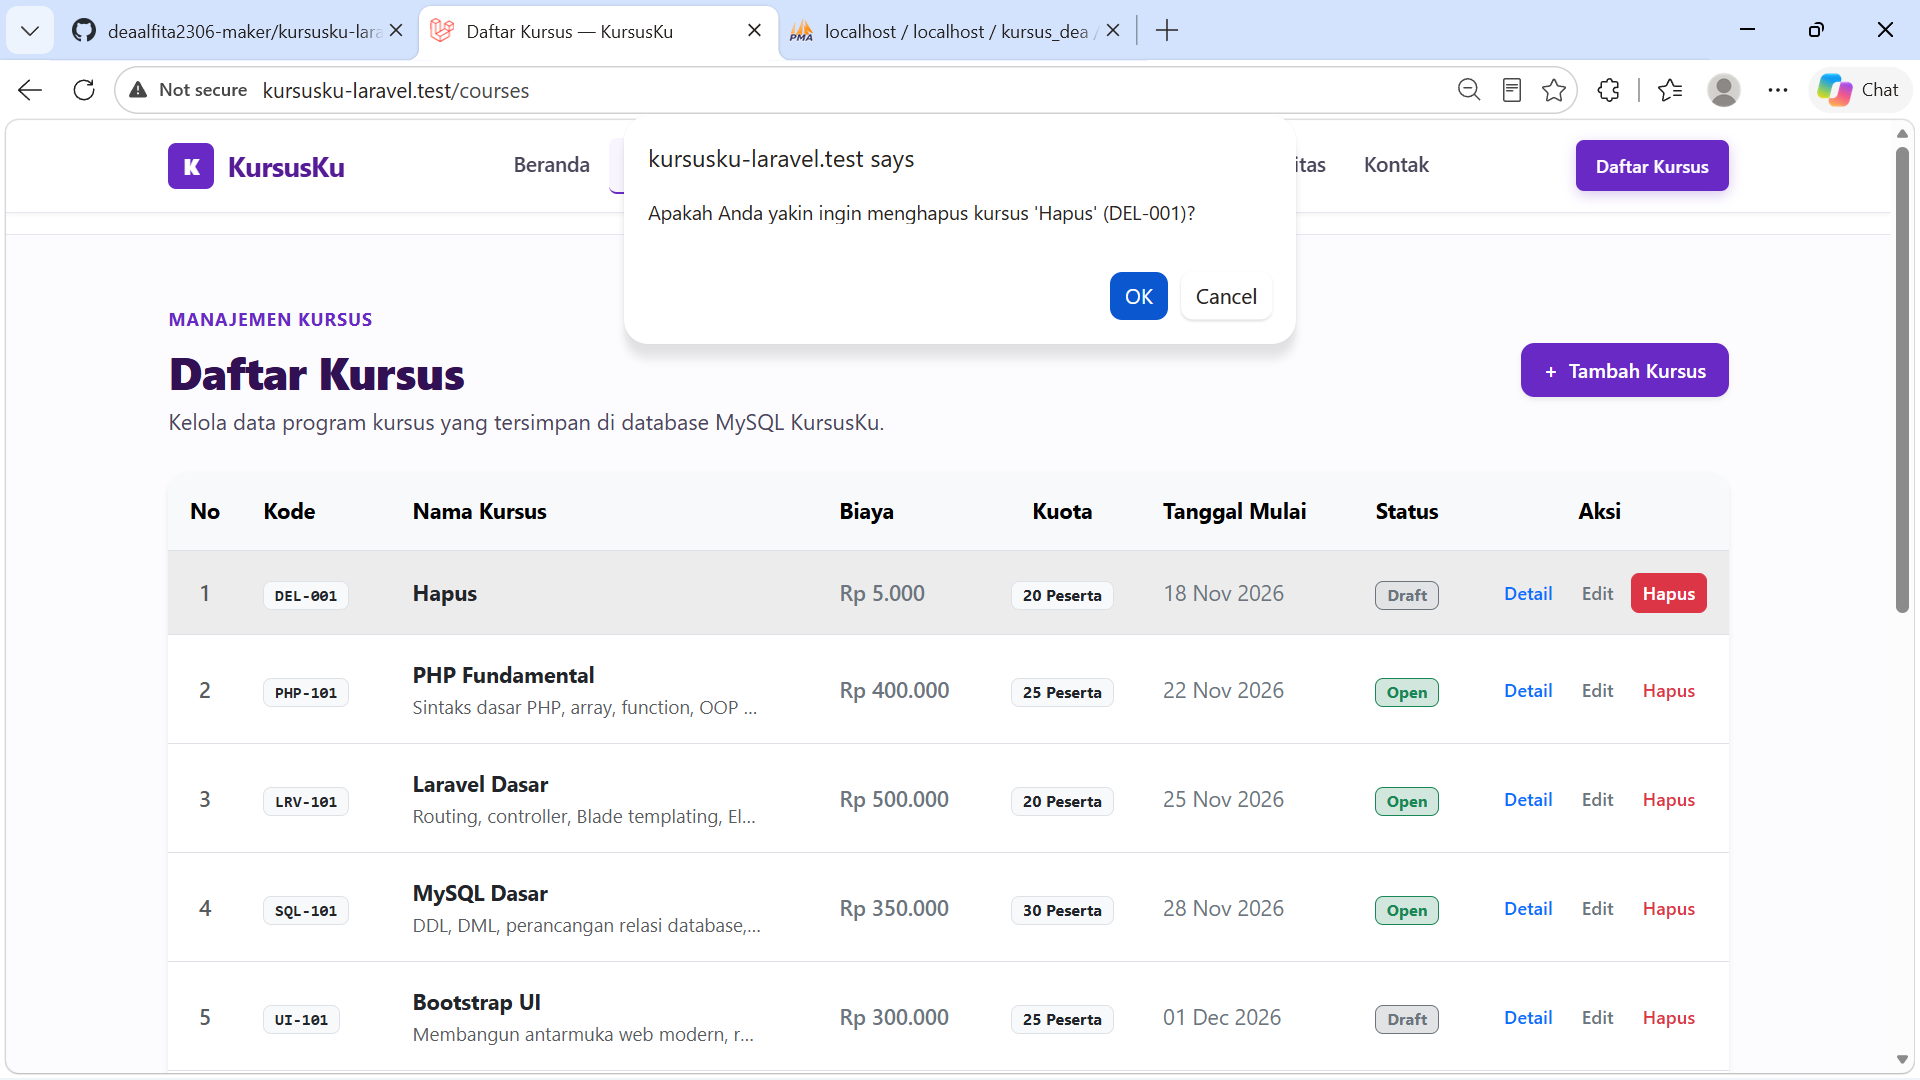 deaalfita2306-maker/kursusku-lara
Daftar Kursus — KursusKu
localhost / localhost / kursus_dea /
Not secure
kursusku-laravel.test/courses
Chat
K
KursusKu
Beranda
itas
Kontak
Daftar Kursus
kursusku-laravel.test says
Apakah Anda yakin ingin menghapus kursus 'Hapus' (DEL-001)?
OK
Cancel
MANAJEMEN KURSUS
Daftar Kursus
Kelola data program kursus yang tersimpan di database MySQL KursusKu.
+ Tambah Kursus
No Kode Nama Kursus Biaya Kuota Tanggal Mulai Status Aksi
1 DEL-001 Hapus Rp 5.000 20 Peserta 18 Nov 2026 Draft Detail Edit Hapus
2 PHP-101 PHP Fundamental Rp 400.000 25 Peserta 22 Nov 2026 Open Detail Edit Hapus
Sintaks dasar PHP, array, function, OOP ...
3 LRV-101 Laravel Dasar Rp 500.000 20 Peserta 25 Nov 2026 Open Detail Edit Hapus
Routing, controller, Blade templating, El...
4 SQL-101 MySQL Dasar Rp 350.000 30 Peserta 28 Nov 2026 Open Detail Edit Hapus
DDL, DML, perancangan relasi database,...
5 UI-101 Bootstrap UI Rp 300.000 25 Peserta 01 Dec 2026 Draft Detail Edit Hapus
Membangun antarmuka web modern, r...